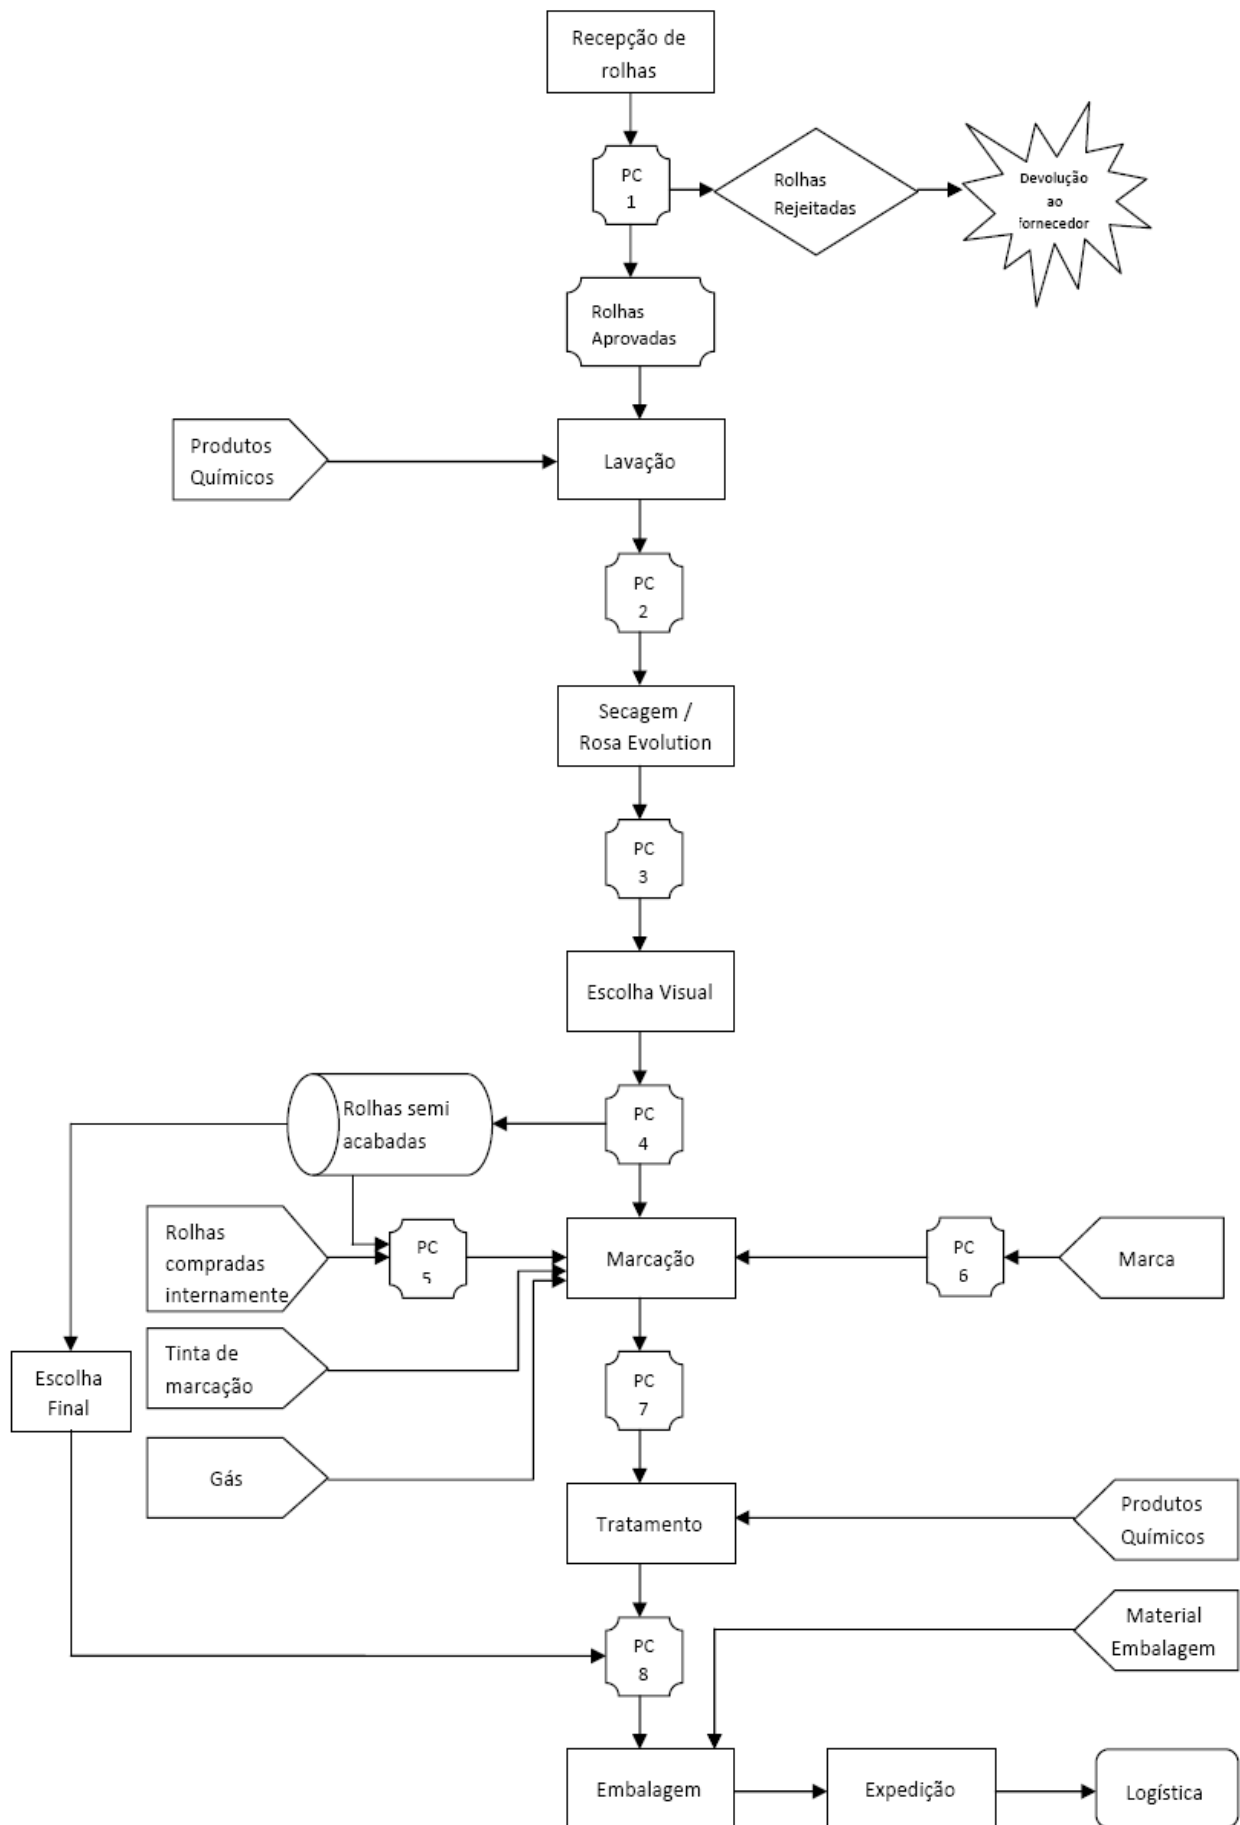 Recepção de
rolhas
PC
1
Rolhas
Rejeitadas
Devolução
ao
fornecedor
Rolhas
Aprovadas
Produtos
Químicos
Lavação
PC
2
Secagem /
Rosa Evolution
PC
3
Escolha Visual
PC
4
Rolhas semi
acabadas
Rolhas
compradas
internamente
PC
5
Marcação
PC
6
Marca
Tinta de
marcação
Escolha
Final
PC
7
Gás
Tratamento
Produtos
Químicos
Material
Embalagem
PC
8
Embalagem
Expedição
Logística